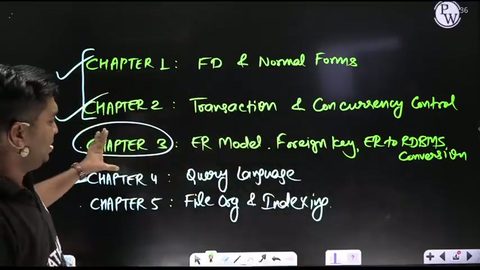 CHAPTER 1 : FD & Normal Forms
CHAPTER 2 : Transaction & Concurrency Control
CHAPTER 3 : ER Model. Foreign Key, ER to RDBMS
Conversion
CHAPTER 4 : Query Language
CHAPTER 5 : File Org & Indexing.
P
W
36